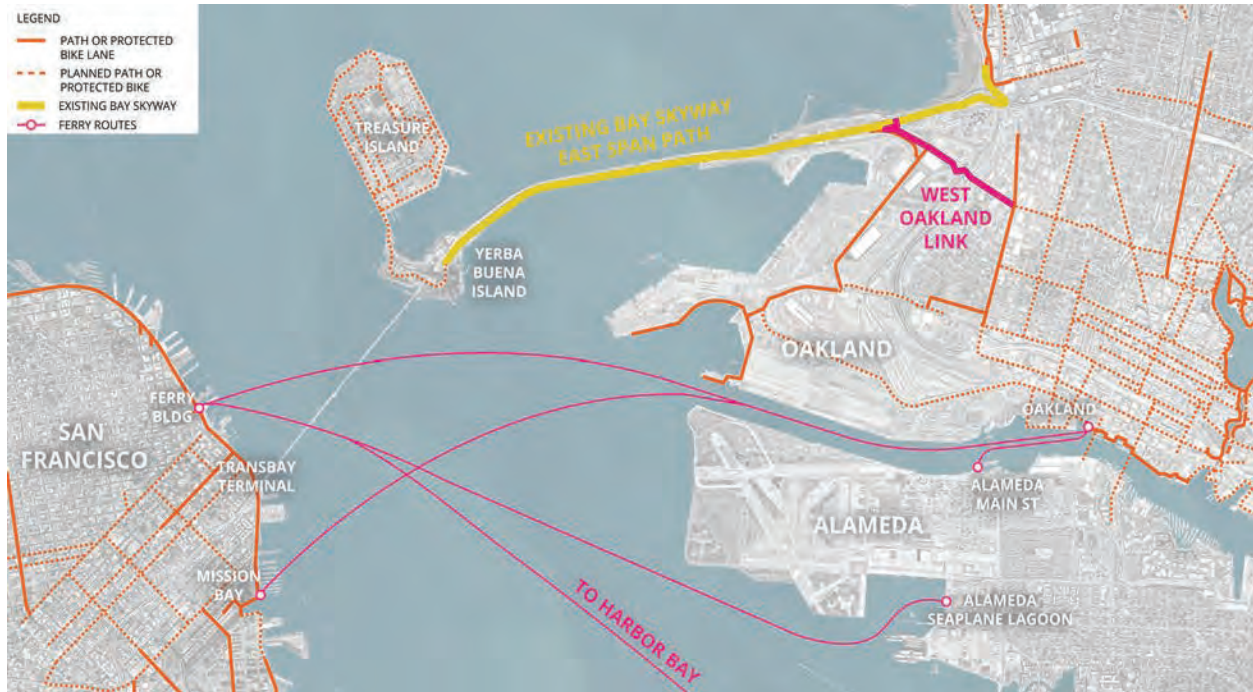 LEGEND
PATH OR PROTECTED
BIKE LANE
PLANNED PATH OR
PROTECTED BIKE
EXISTING BAY SKYWAY
FERRY ROUTES
TREASURE
ISLAND
EXISTING BAY SKYWAY
EAST SPAN PATH
WEST
OAKLAND
LINK
YERBA
BUENA
ISLAND
OAKLAND
FERRY
BLDG
SAN
FRANCISCO
TRANSBAY
TERMINAL
OAKLAND
ALAMEDA
MAIN ST
ALAMEDA
MISSION
BAY
ALAMEDA
SEAPLANE LAGOON
TO HARBOR BAY